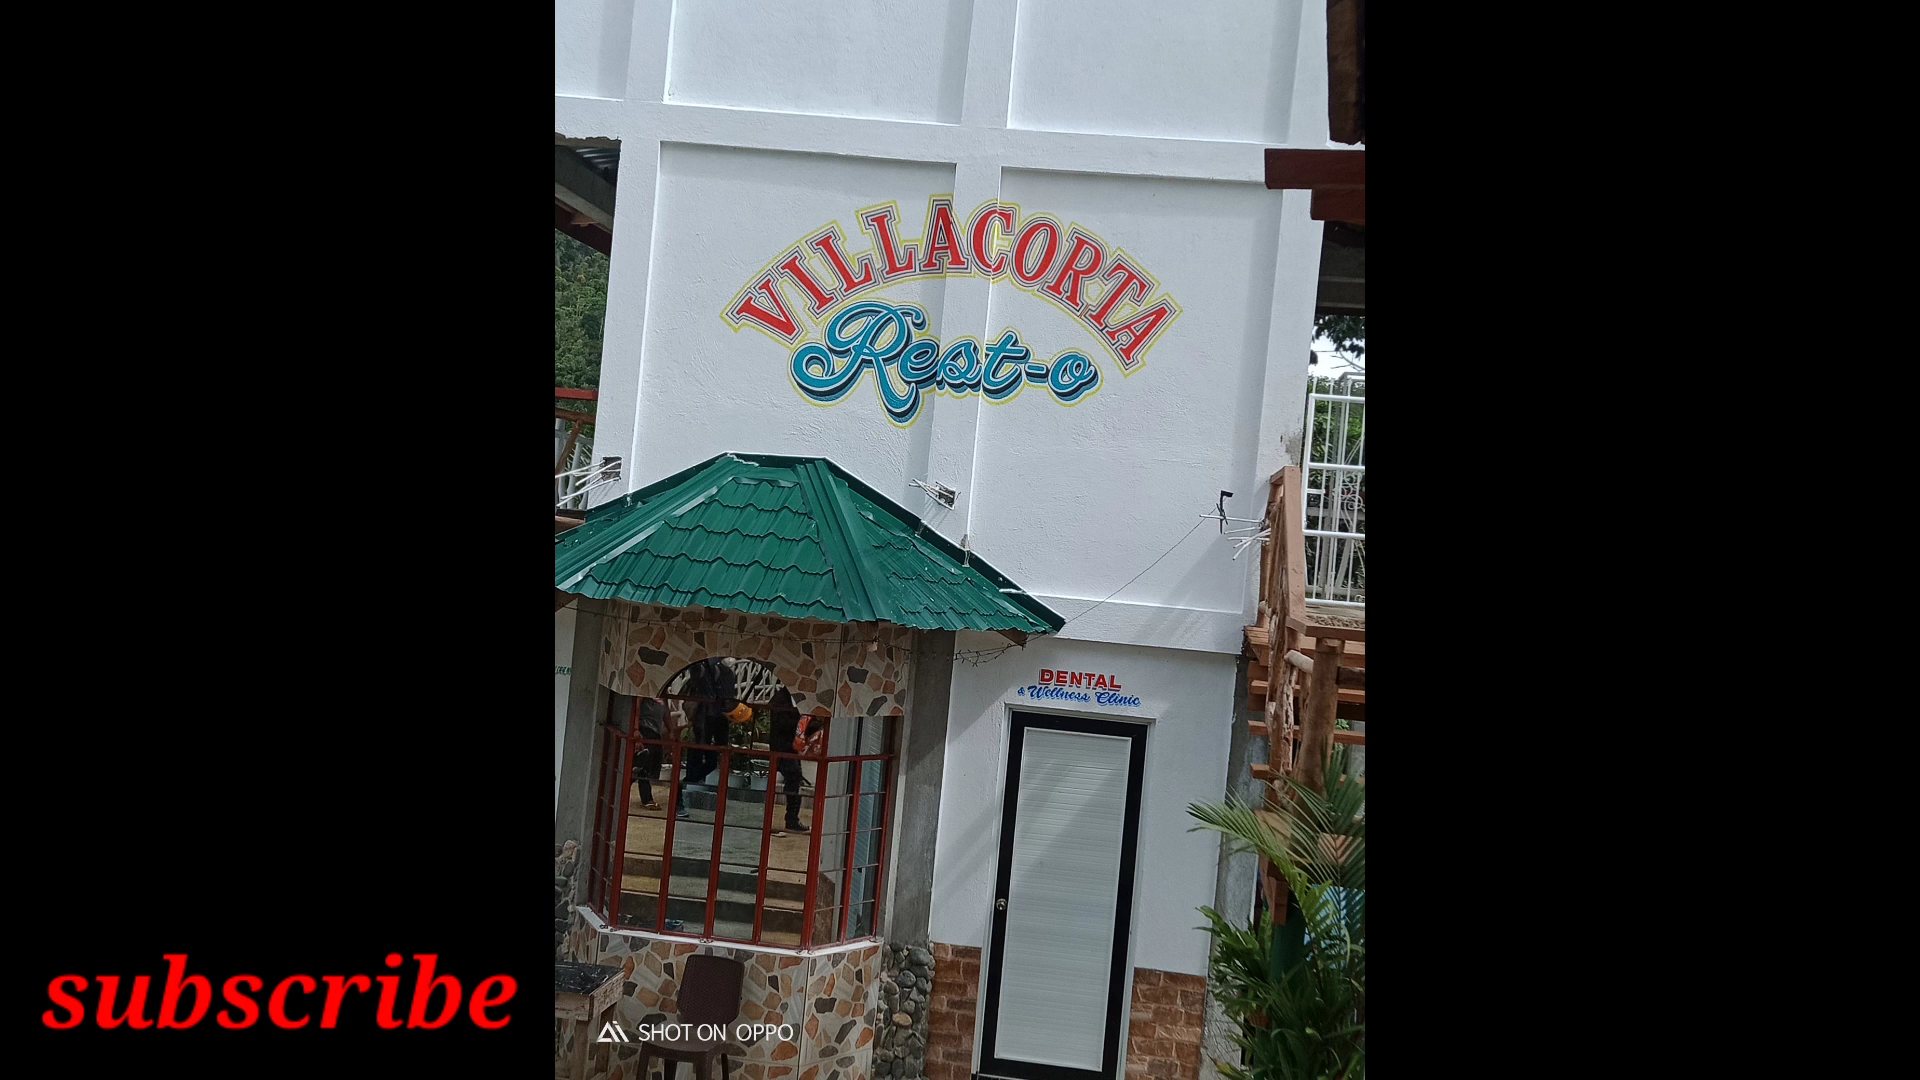 VILLACORTA
Rest-o
DENTAL
& Wellness Clinic
subscribe
SHOT ON OPPO